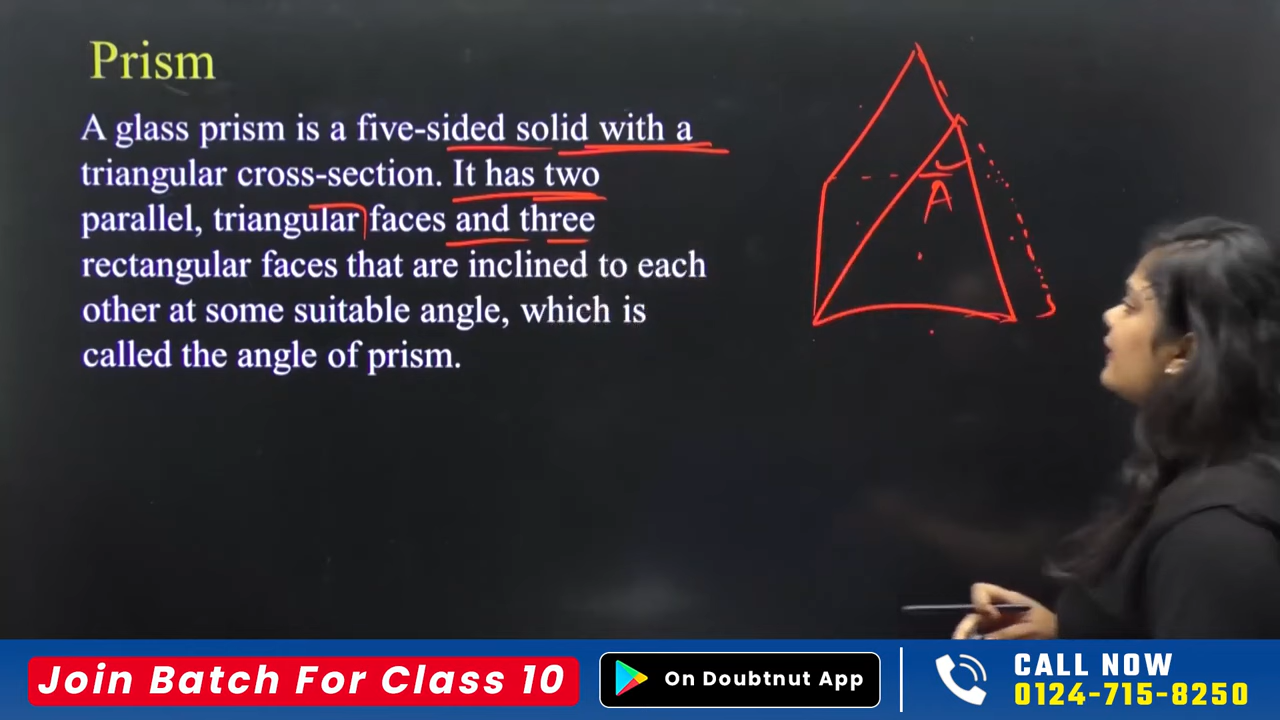 Prism
A glass prism is a five-sided solid with a
triangular cross-section. It has two
parallel, triangular faces and three
rectangular faces that are inclined to each
other at some suitable angle, which is
called the angle of prism.
A
Join Batch For Class 10
On Doubtnut App
CALL NOW
0124-715-8250